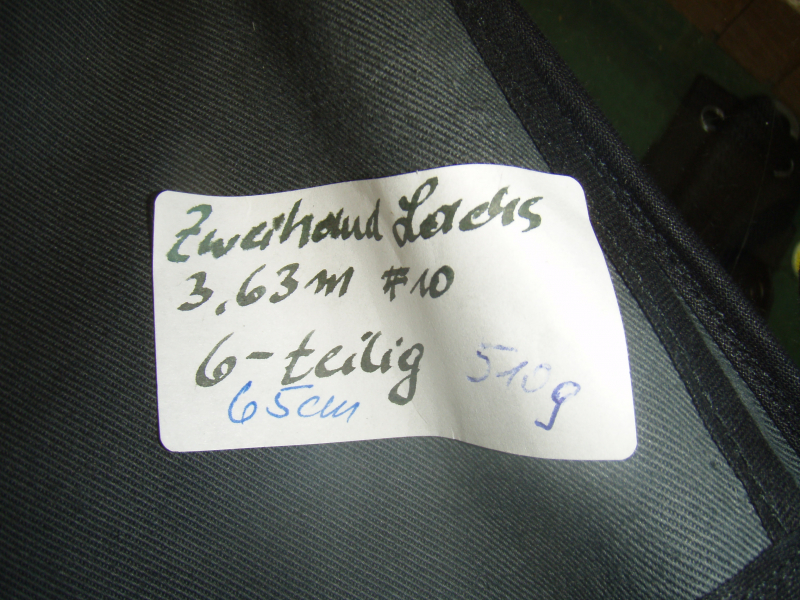 Zweihand Lachs
3,63m #10
6-teilig 510g
65cm